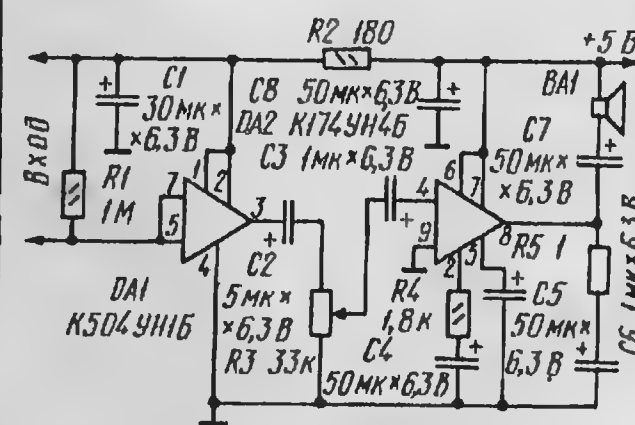 R2 180
+5 В
Вход
C1
30мк×
×6,3В
C8
50мк×6,3В
BA1
DA2 К174УН4Б
C3 1мк×6,3В
C7
50мк×
×6,3В
R1
1М
1
2
7
5
3
4
6
7
4
9
8
2
5
R5 1
C2
5мк×
×6,3В
R3 33к
DA1
К504УН1Б
R4
1,8к
C4
50мк×6,3В
C5
50мк×
6,3В
C6 1мк×6,3В